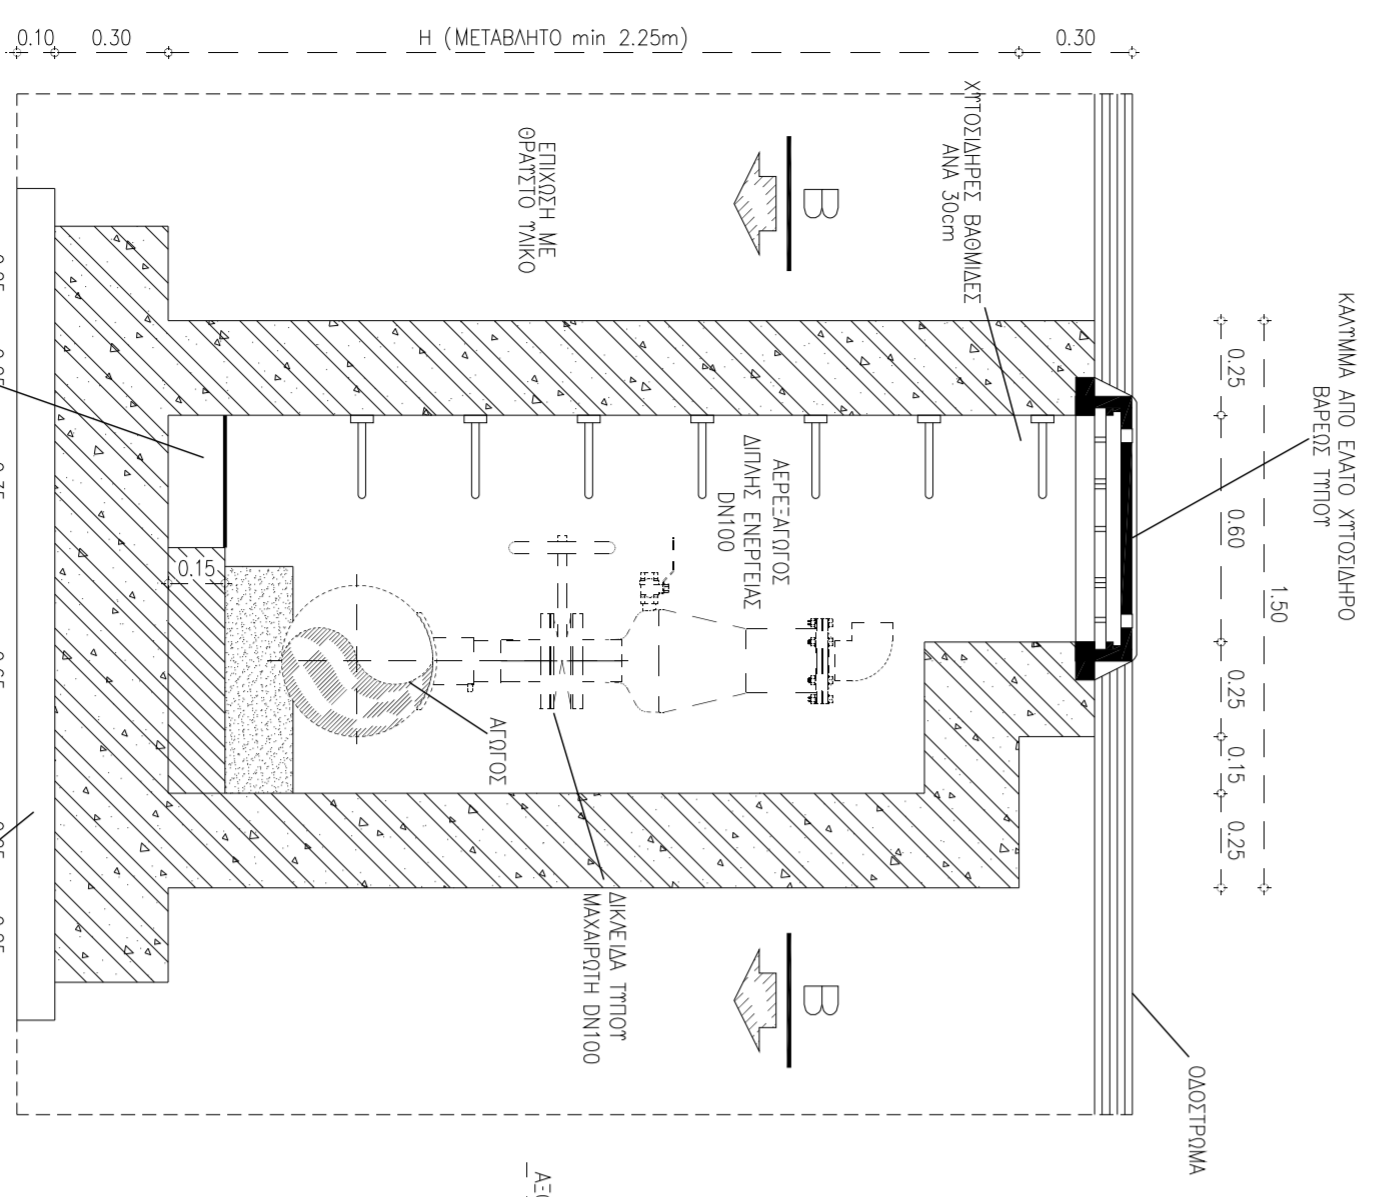 0.10
0.30
H (ΜΕΤΑΒΛΗΤΟ min 2.25m)
0.30
ΧΥΤΟΣΙΔΗΡΕΣ ΒΑΘΜΙΔΕΣ
ΑΝΑ 30cm
ΕΠΙΧΩΣΗ ΜΕ
ΘΡΑΥΣΤΟ ΥΛΙΚΟ
B
ΚΑΛΥΜΜΑ ΑΠΟ ΕΛΑΤΟ ΧΥΤΟΣΙΔΗΡΟ
ΒΑΡΕΩΣ ΤΥΠΟΥ
0.25
0.60
0.25
0.15
0.25
1.50
ΑΕΡΕΞΑΓΩΓΟΣ
ΔΙΠΛΗΣ ΕΝΕΡΓΕΙΑΣ
DN100
0.15
ΑΓΩΓΟΣ
ΔΙΚΛΕΙΔΑ ΤΥΠΟΥ
ΜΑΧΑΙΡΩΤΗ DN100
B
ΟΔΟΣΤΡΩΜΑ